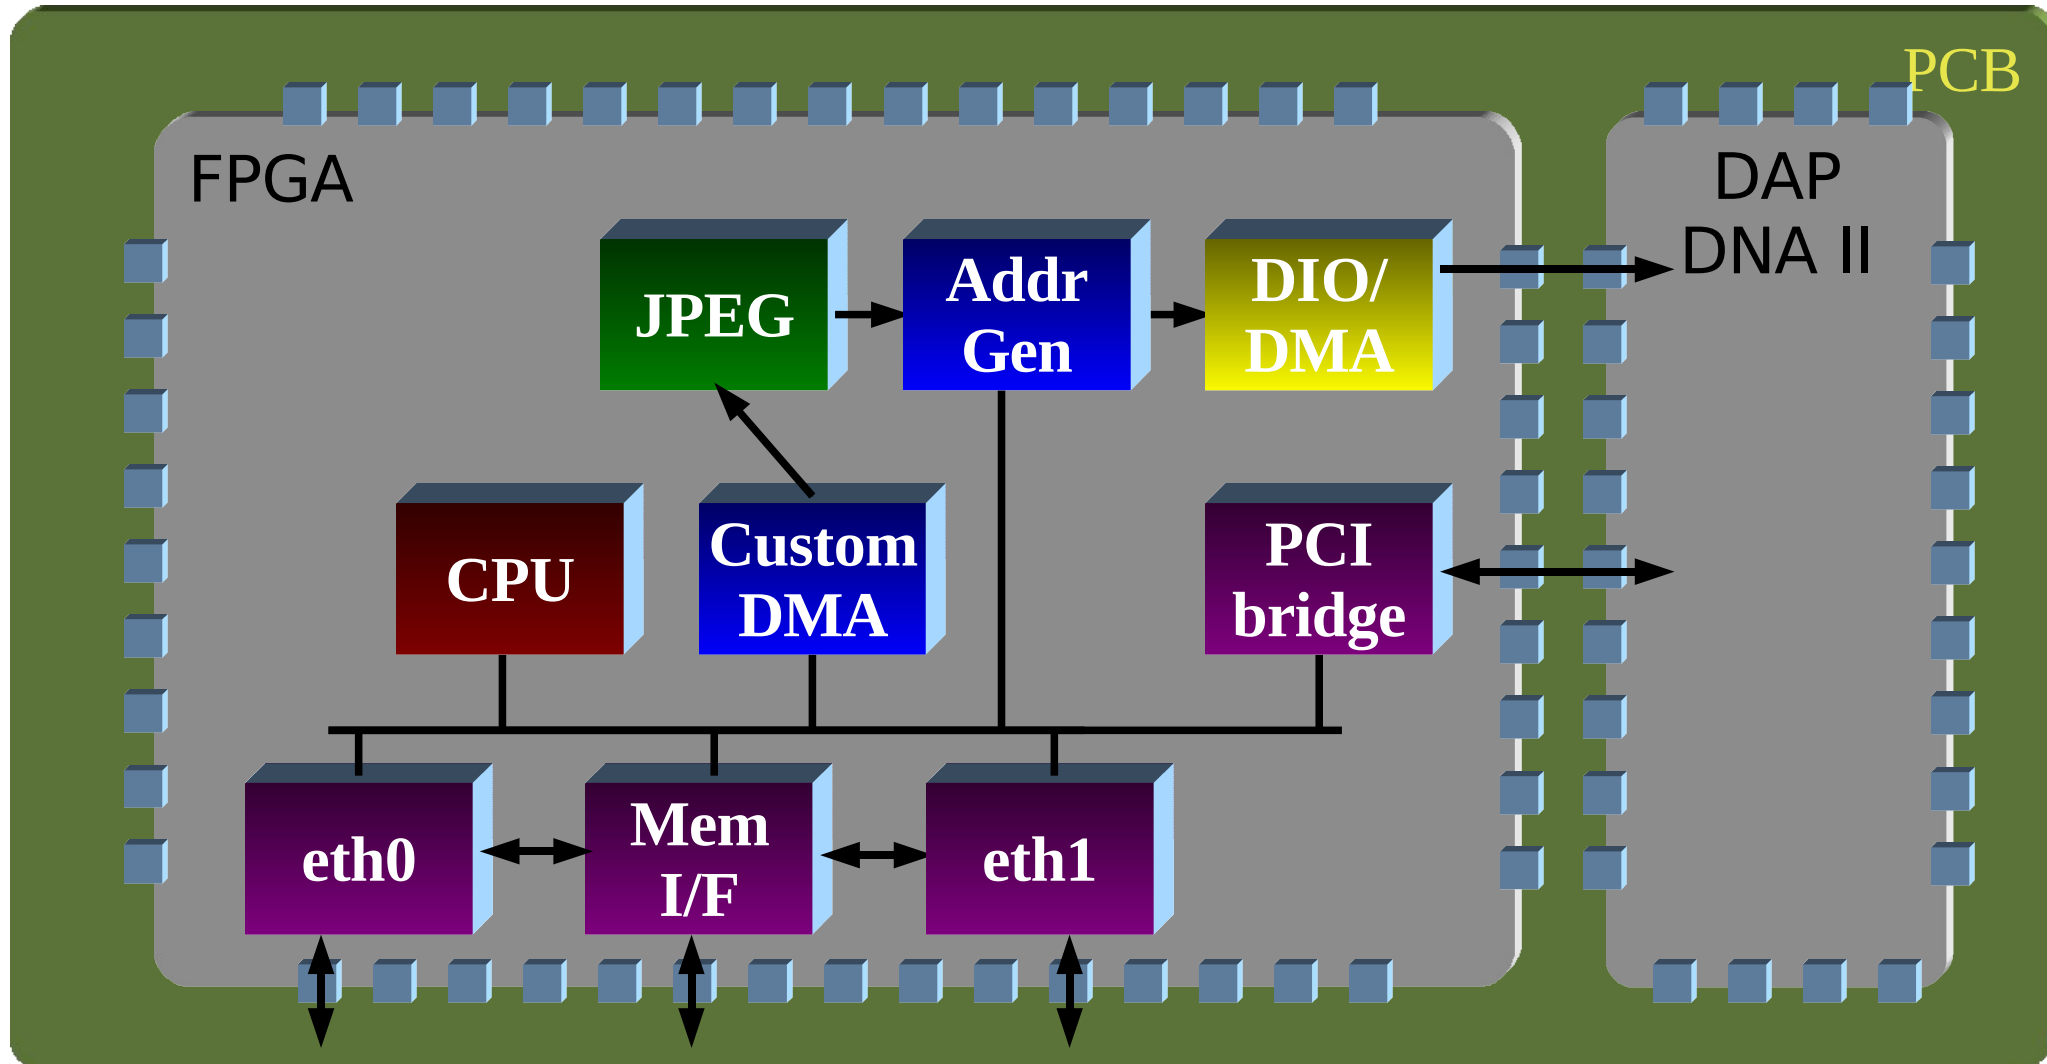 PCB
FPGA
DAP
DNA II
JPEG
Addr
Gen
DIO/
DMA
CPU
Custom
DMA
PCI
bridge
eth0
Mem
I/F
eth1